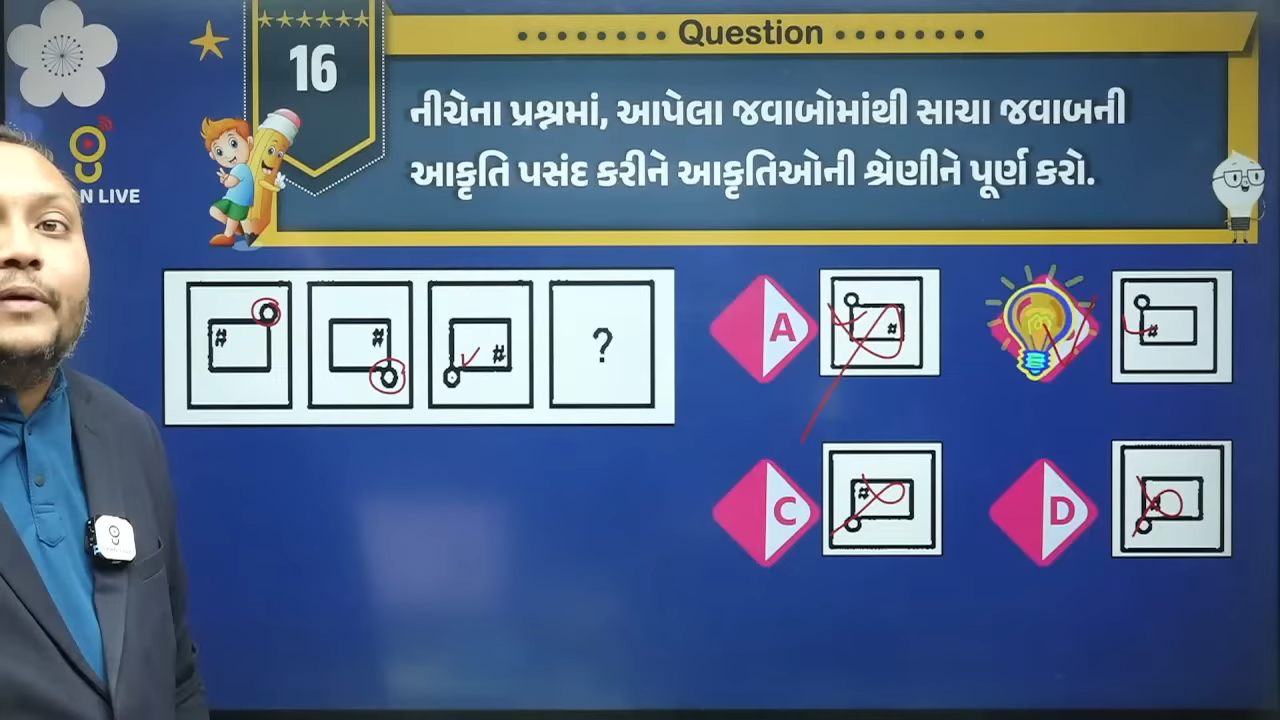 Question
16
નીચેના પ્રશ્નમાં, આપેલા જવાબોમાંથી સાચા જવાબની
આકૃતિ પસંદ કરીને આકૃતિઓની શ્રેણીને પૂર્ણ કરો.
N LIVE
#
#
#
?
A
#
#
C
#
D